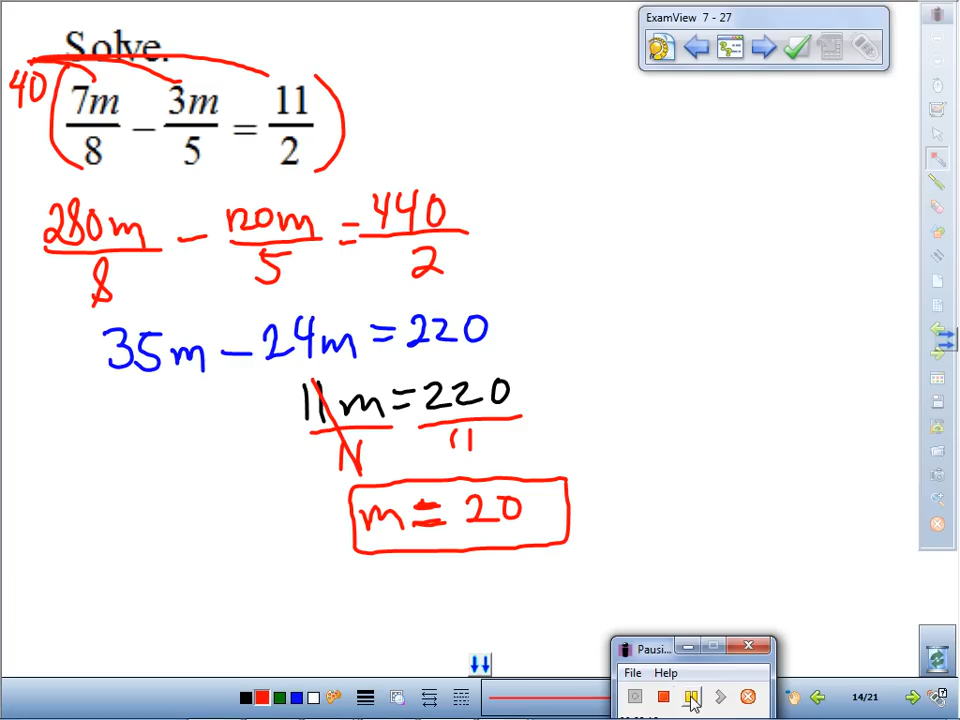 ExamView 7 - 27
Solve.
40 ( 7m/8 − 3m/5 = 11/2 )
280m/8 − 120m/5 = 440/2
35m − 24m = 220
11m/11 = 220/11
m = 20
Pausi...
File Help
14/21